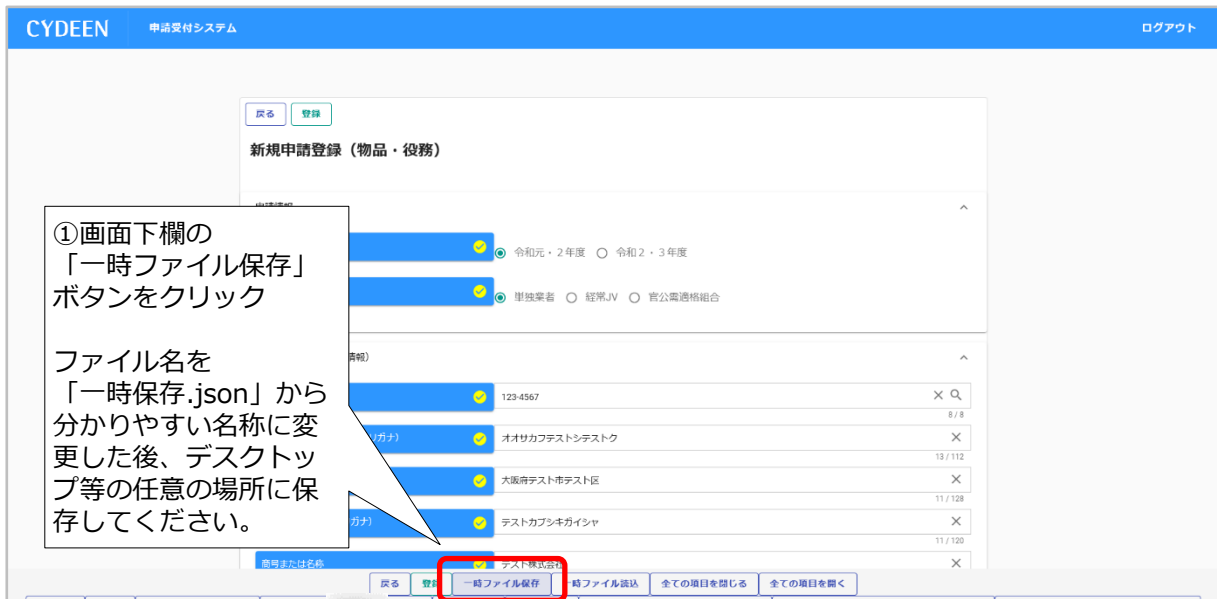 CYDEEN 申請受付システム ログアウト
戻る 登録
新規申請登録（物品・役務）
令和元・２年度 令和２・３年度
単独業者 経常JV 官公需適格組合
①画面下欄の
「一時ファイル保存」
ボタンをクリック
ファイル名を
「一時保存.json」から
分かりやすい名称に変
更した後、デスクトッ
プ等の任意の場所に保
存してください。
情報）
123-4567
8 / 8
リガナ） オオサカフテストシテストク
13 / 112
大阪府テスト市テスト区
11 / 128
ガナ） テストカブシキガイシャ
11 / 120
商号または名称 テスト株式会社
戻る 登録 一時ファイル保存 一時ファイル読込 全ての項目を閉じる 全ての項目を開く